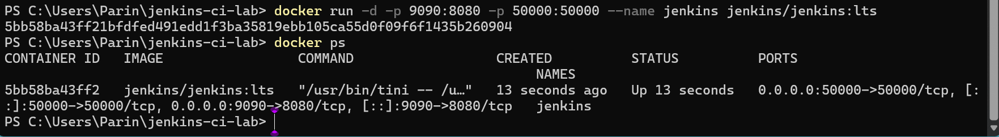 PS C:\Users\Parin\jenkins-ci-lab> docker run -d -p 9090:8080 -p 50000:50000 --name jenkins jenkins/jenkins:lts
5bb58ba43ff21bfdfed491edd1f3ba35819ebb105ca55d0f09f6f1435b260904
PS C:\Users\Parin\jenkins-ci-lab> docker ps
CONTAINER ID   IMAGE                 COMMAND                  CREATED          STATUS          PORTS
NAMES
5bb58ba43ff2   jenkins/jenkins:lts   "/usr/bin/tini -- /u…"   13 seconds ago   Up 13 seconds   0.0.0.0:50000->50000/tcp, [:
:]:50000->50000/tcp, 0.0.0.0:9090->8080/tcp, [::]:9090->8080/tcp   jenkins
PS C:\Users\Parin\jenkins-ci-lab>